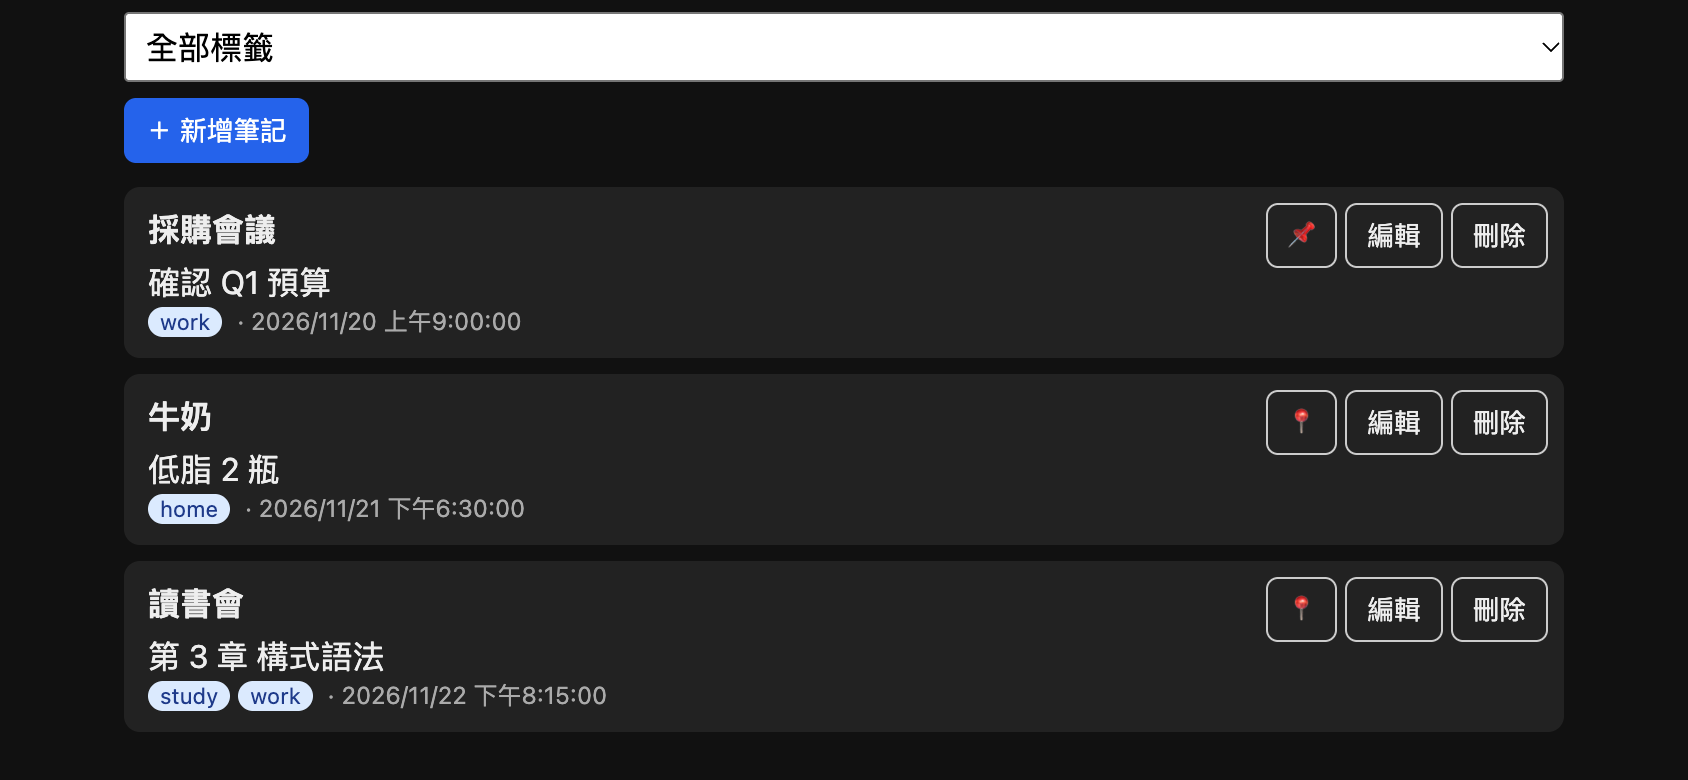 全部標籤
+ 新增筆記
採購會議
編輯 刪除
確認 Q1 預算
work · 2026/11/20 上午9:00:00
牛奶
編輯 刪除
低脂 2 瓶
home · 2026/11/21 下午6:30:00
讀書會
編輯 刪除
第 3 章 構式語法
study work · 2026/11/22 下午8:15:00